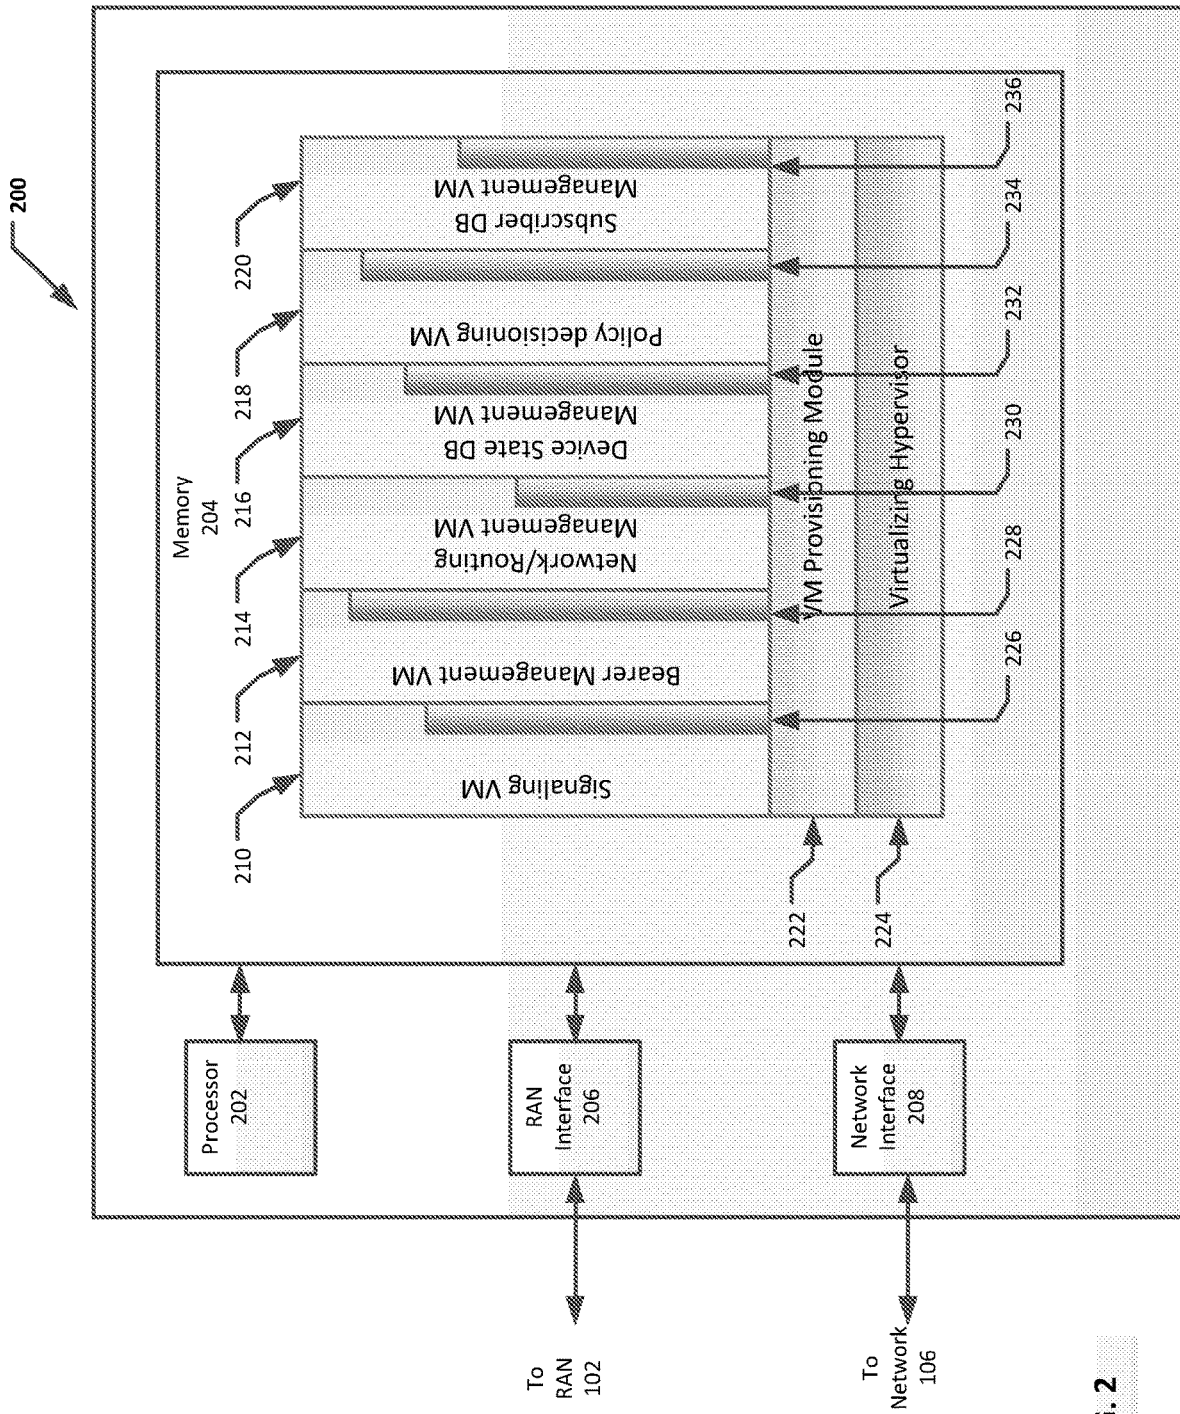 200
Memory
204
210
212
214
216
218
220
Signaling VM
Bearer Management VM
Network/Routing
Management VM
Device State DB
Management VM
Policy decisioning VM
Subscriber DB
Management VM
VM Provisioning Module
Virtualizing Hypervisor
222
224
226
228
230
232
234
236
Processor
202
RAN
Interface
206
Network
Interface
208
To
RAN
102
To
Network
106
. 2